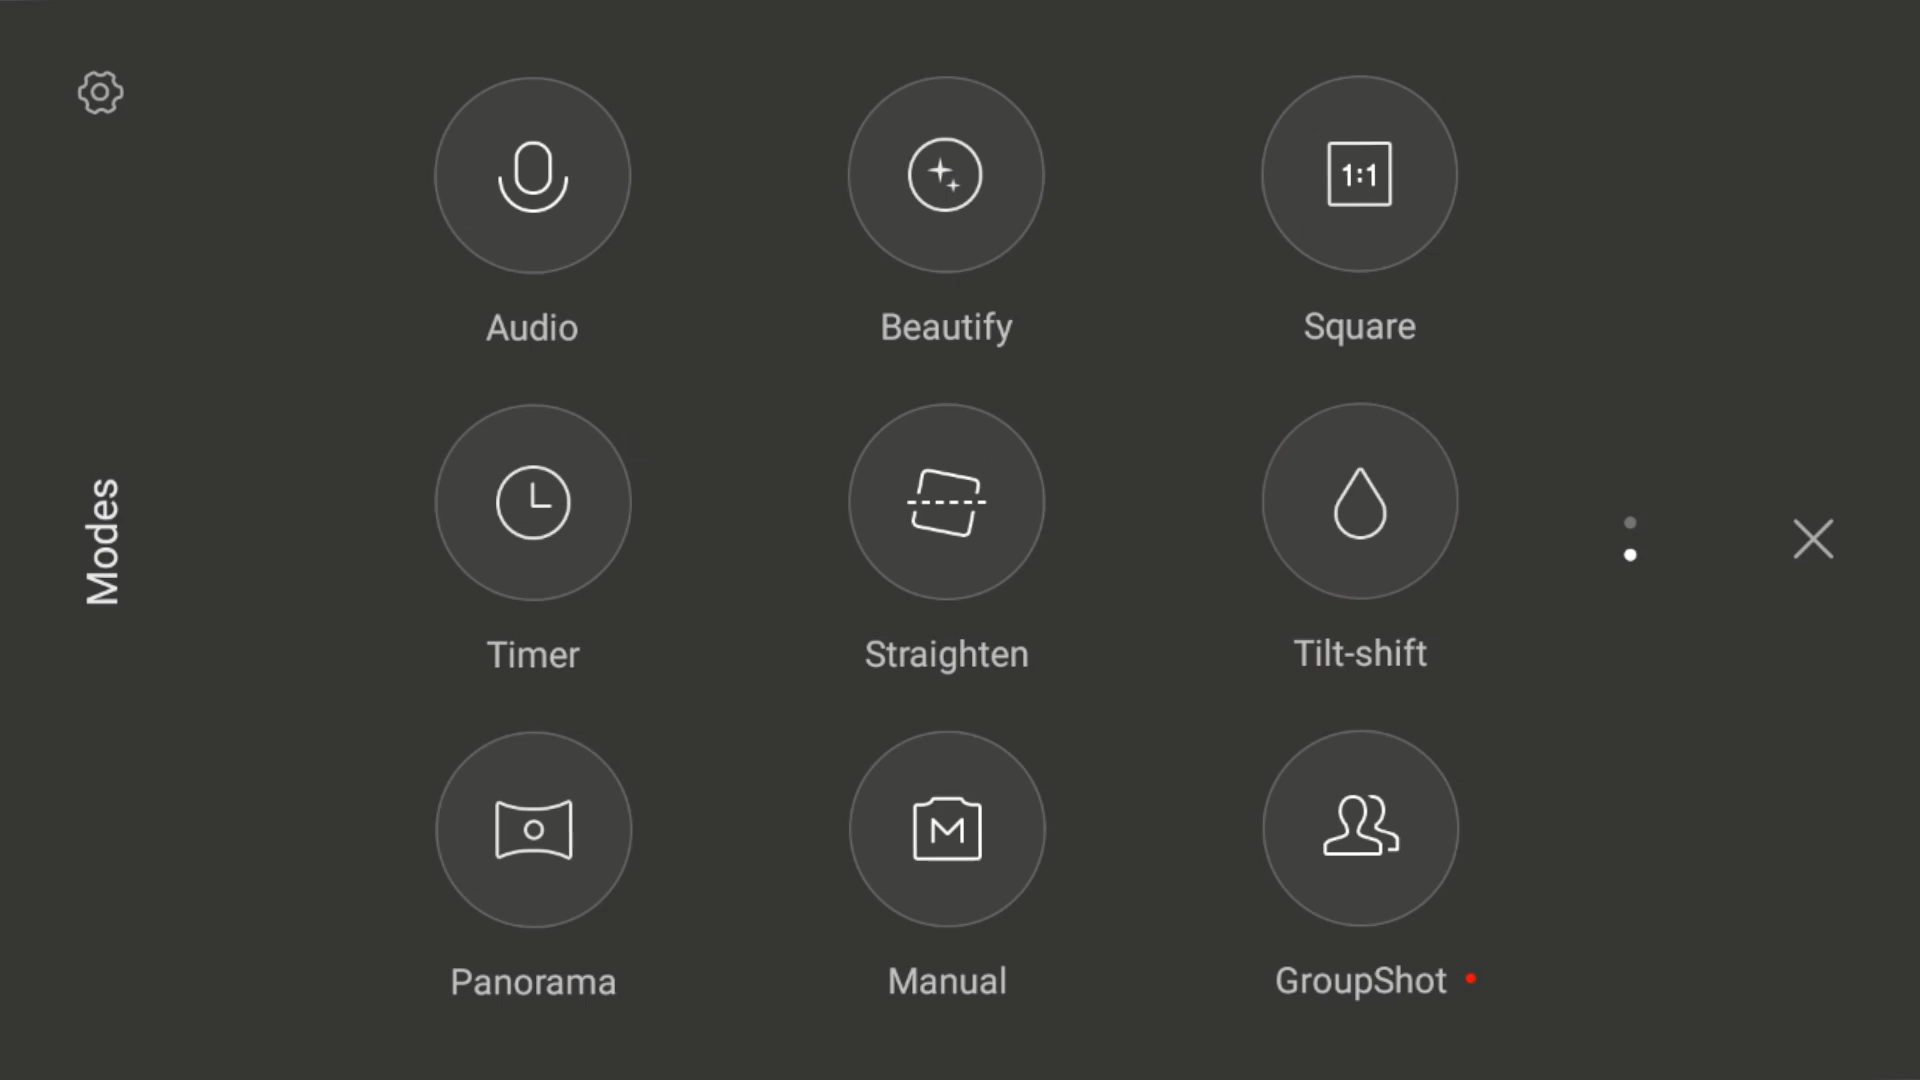 Modes
Audio
Beautify
1:1
Square
Timer
Straighten
Tilt-shift
Panorama
M
Manual
GroupShot